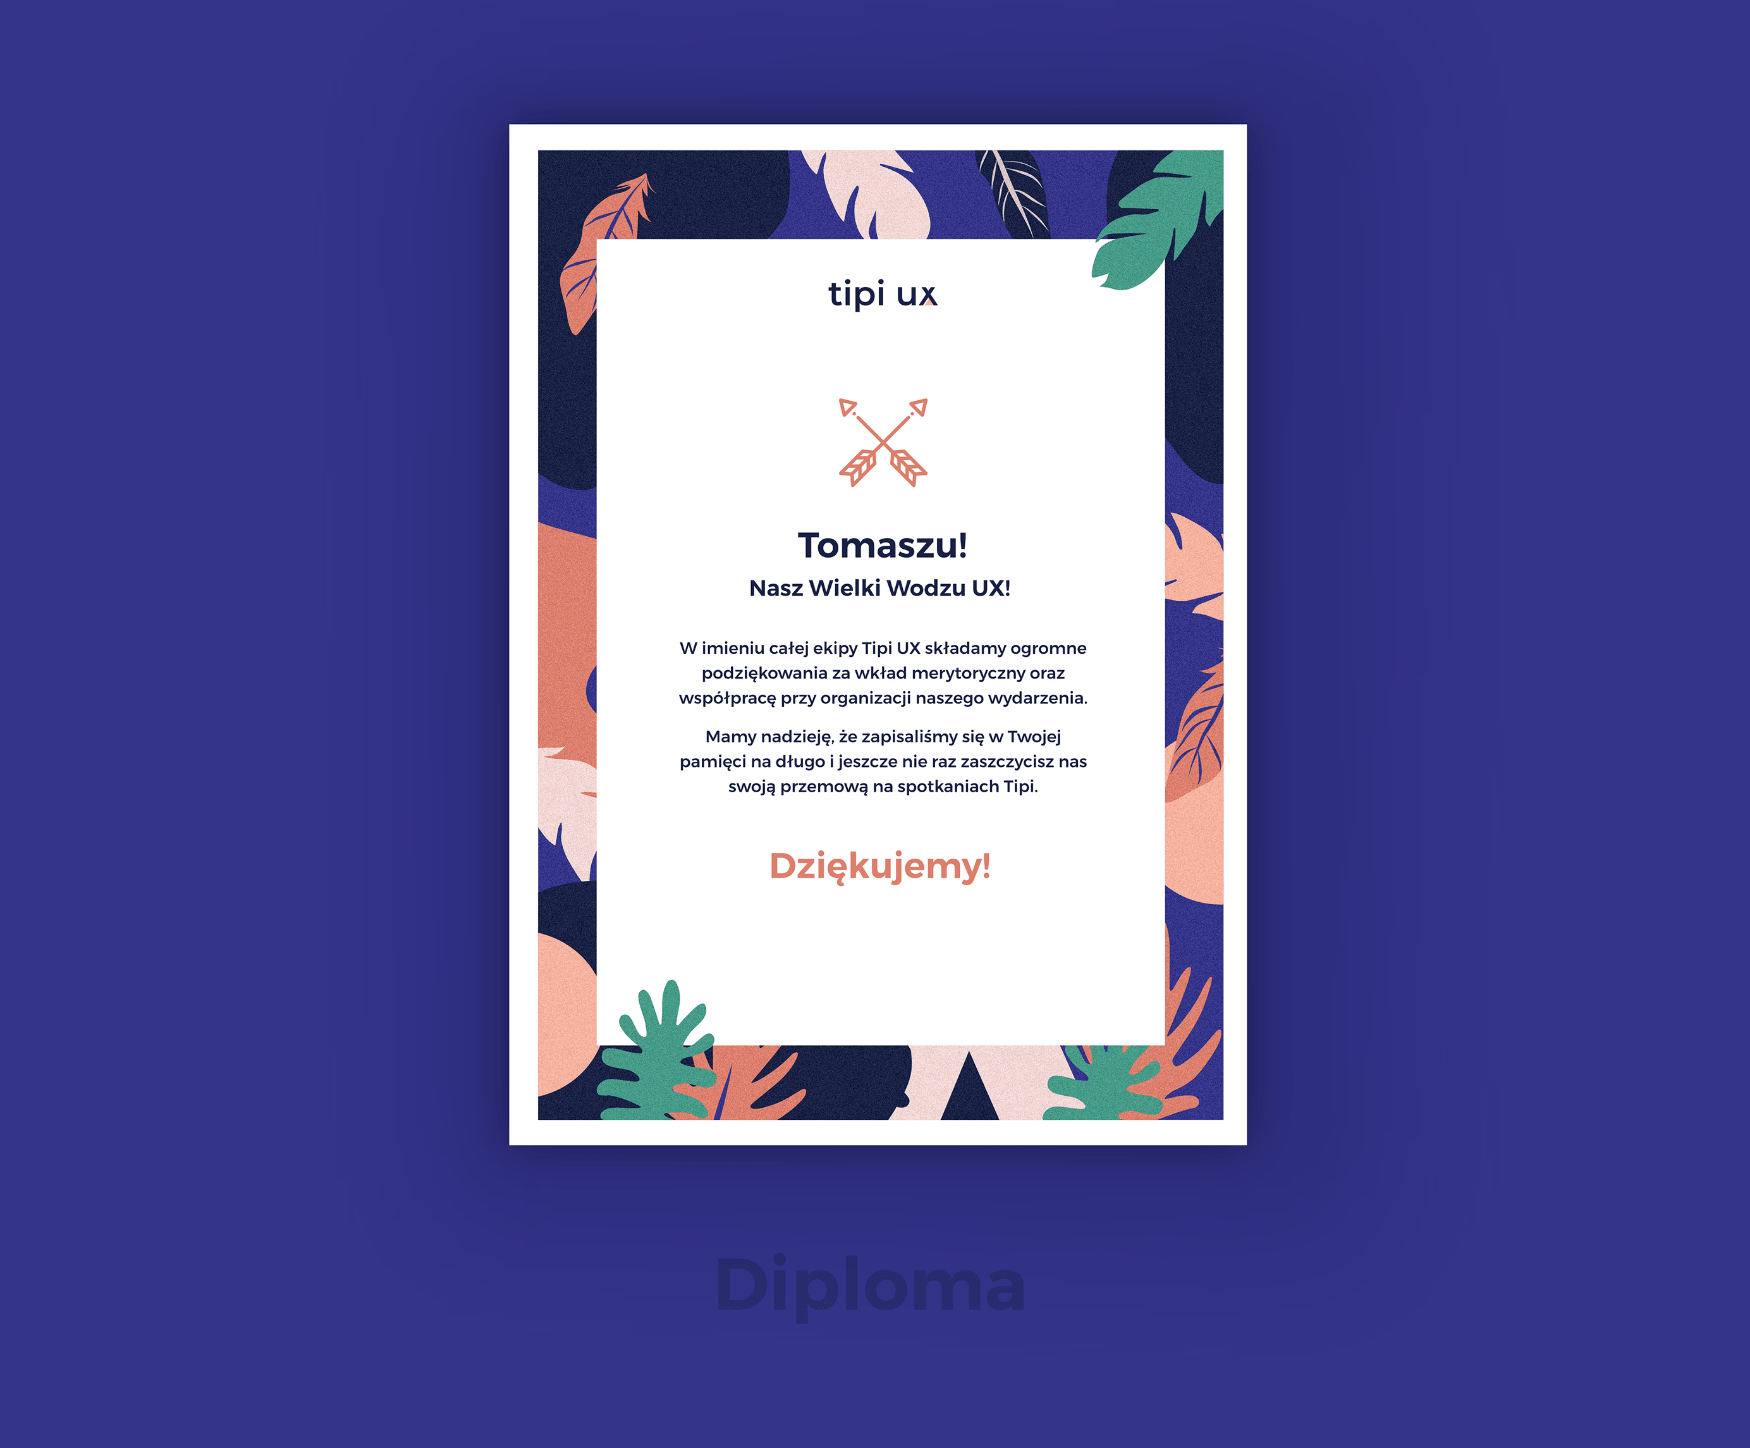 tipi ux
Tomaszu!
Nasz Wielki Wodzu UX!
W imieniu całej ekipy Tipi UX składamy ogromne
podziękowania za wkład merytoryczny oraz
współpracę przy organizacji naszego wydarzenia.
Mamy nadzieję, że zapisaliśmy się w Twojej
pamięci na długo i jeszcze nie raz zaszczycisz nas
swoją przemową na spotkaniach Tipi.
Dziękujemy!
Diploma